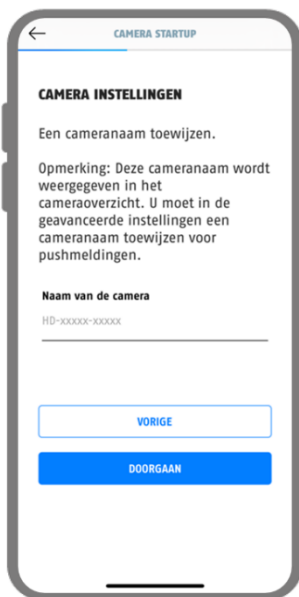 CAMERA STARTUP
CAMERA INSTELLINGEN
Een cameranaam toewijzen.
Opmerking: Deze cameranaam wordt
weergegeven in het
cameraoverzicht. U moet in de
geavanceerde instellingen een
cameranaam toewijzen voor
pushmeldingen.
Naam van de camera
HD-xxxxx-xxxxx
VORIGE
DOORGAAN